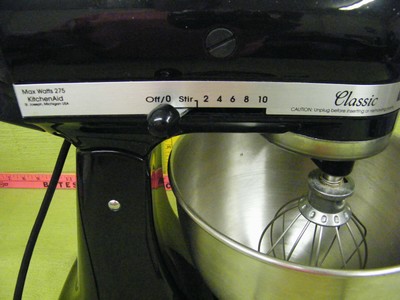 Max Watts 275
KitchenAid
St. Joseph, Michigan USA
Off/0 Stir 2 4 6 8 10
Classic
CAUTION: Unplug before inserting or removing